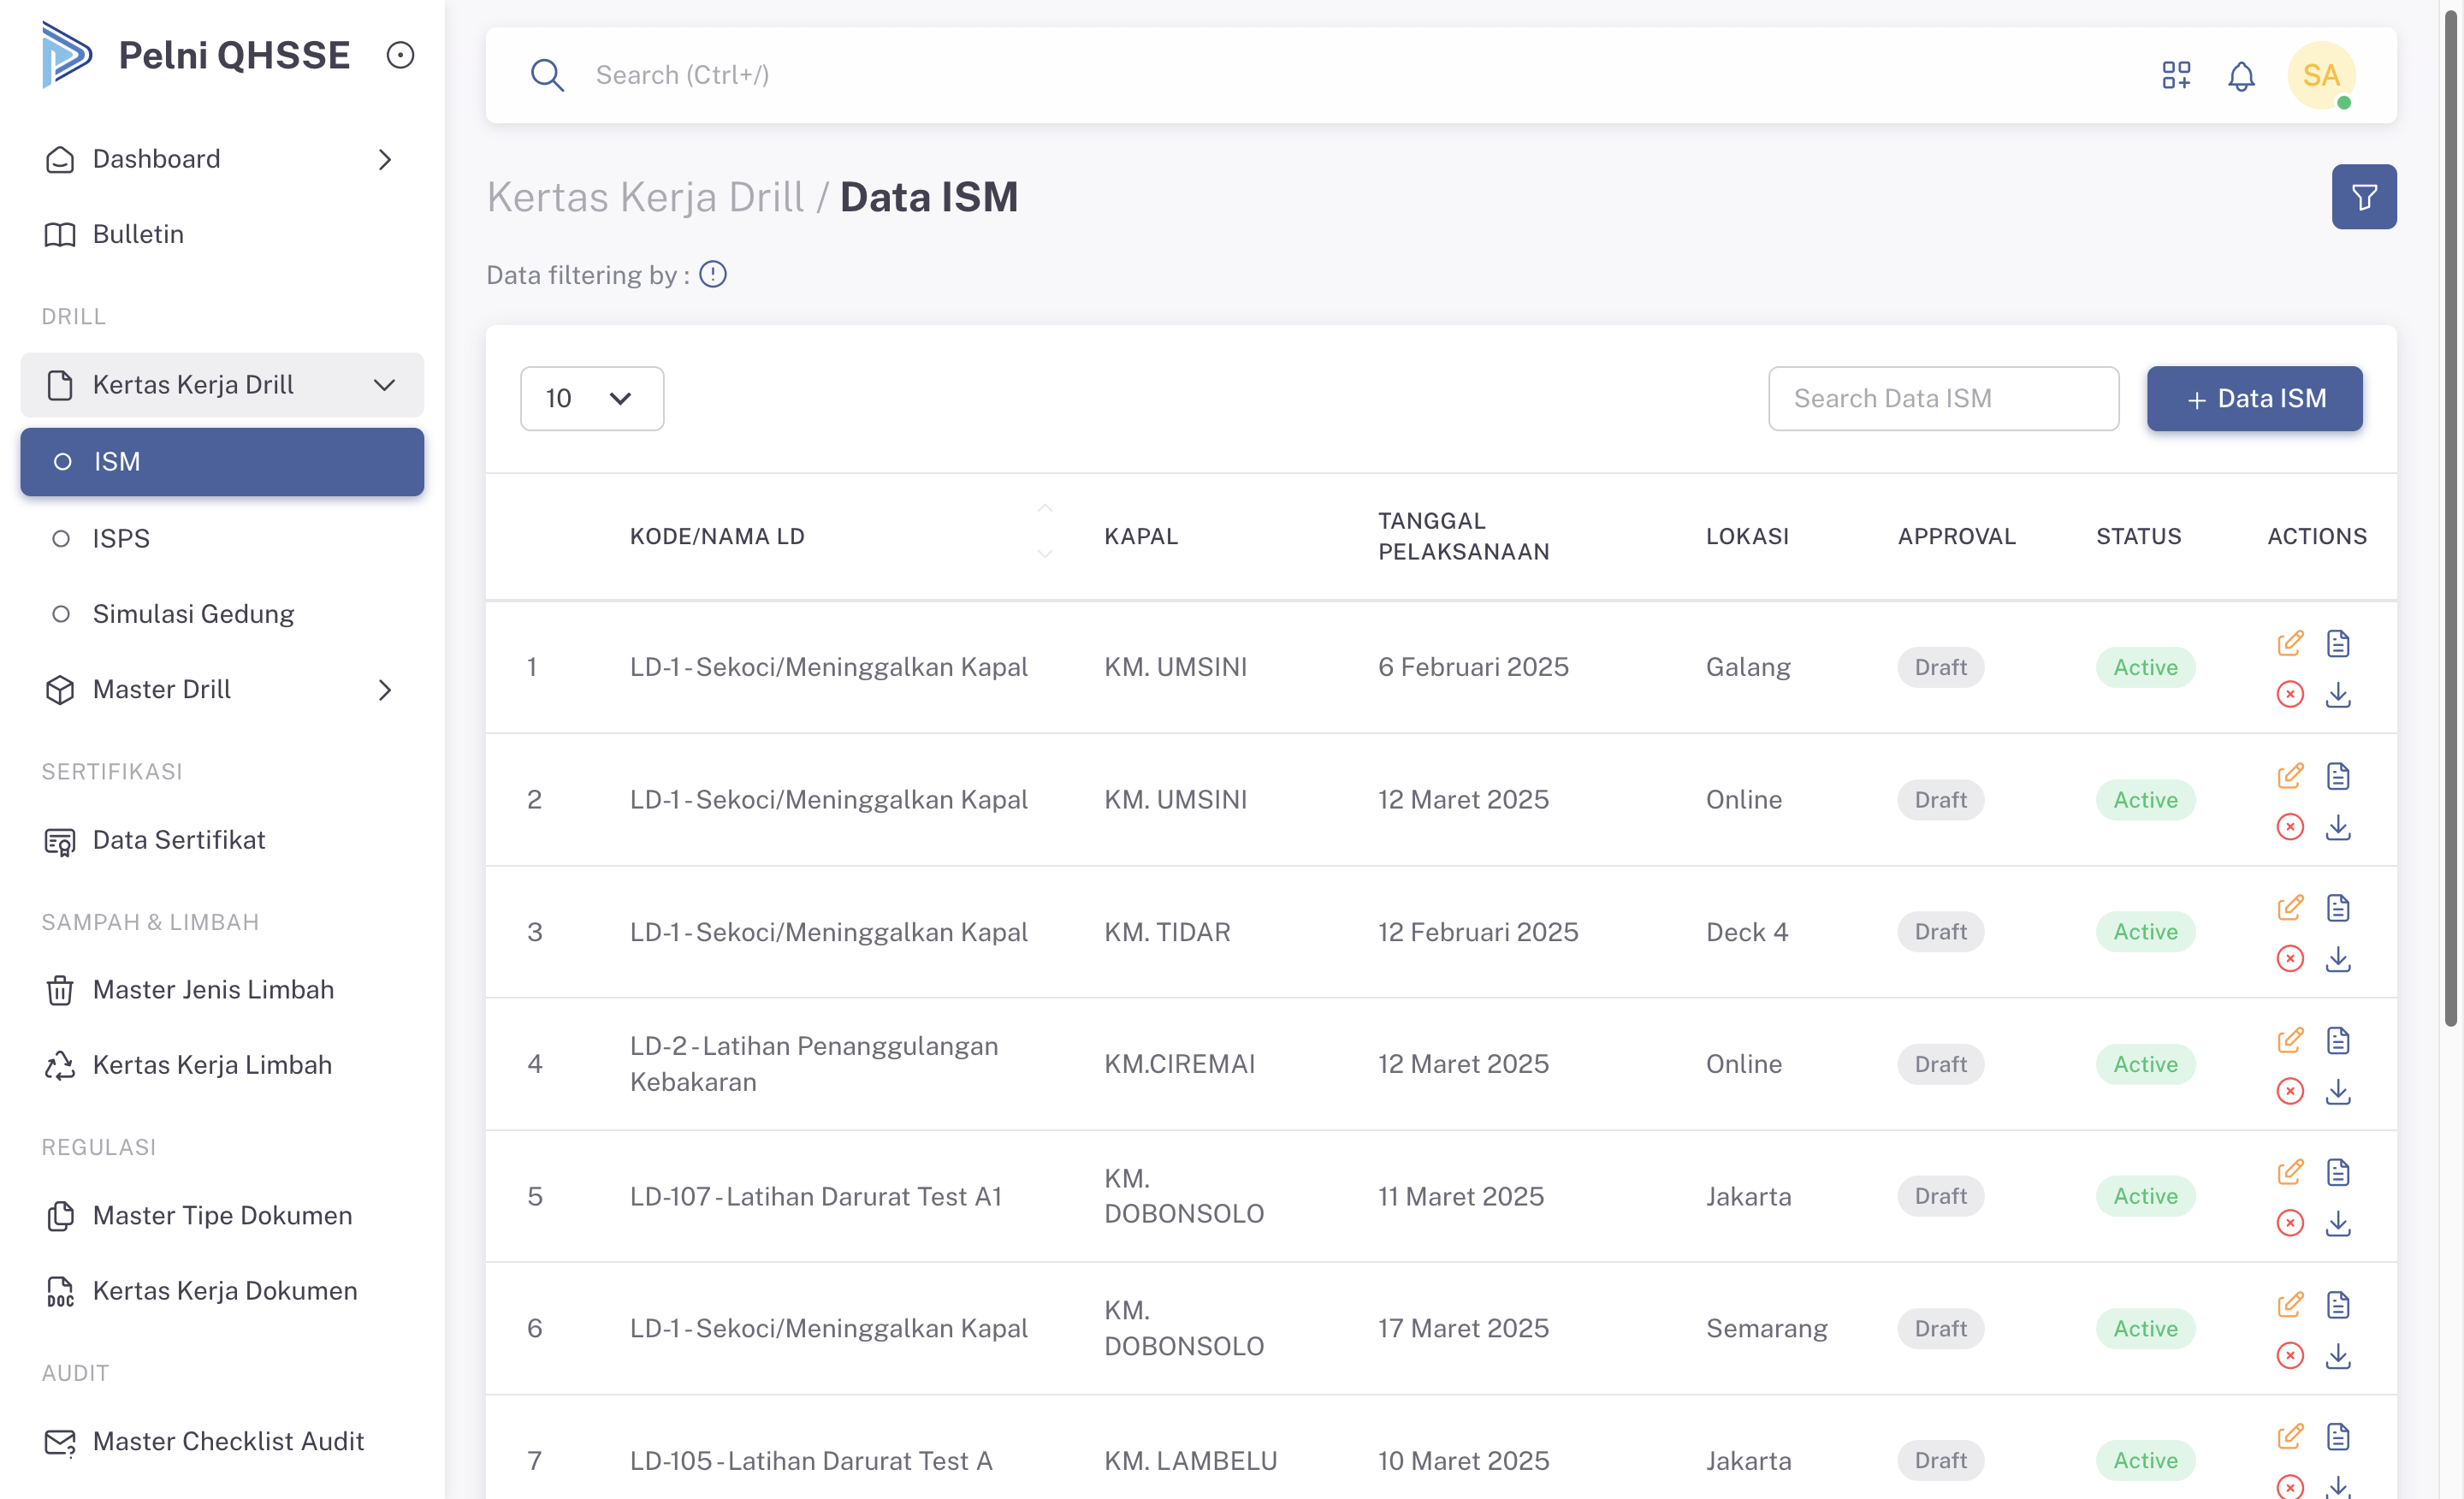 Pelni QHSSE
Search (Ctrl+/)
SA
Dashboard
Bulletin
DRILL
Kertas Kerja Drill
ISM
ISPS
Simulasi Gedung
Master Drill
SERTIFIKASI
Data Sertifikat
SAMPAH & LIMBAH
Master Jenis Limbah
Kertas Kerja Limbah
REGULASI
Master Tipe Dokumen
DOC Kertas Kerja Dokumen
AUDIT
Master Checklist Audit
Kertas Kerja Drill / Data ISM
Data filtering by :
10
Search Data ISM
+ Data ISM
KODE/NAMA LD KAPAL TANGGAL PELAKSANAAN LOKASI APPROVAL STATUS ACTIONS
1 LD-1 - Sekoci/Meninggalkan Kapal KM. UMSINI 6 Februari 2025 Galang Draft Active
2 LD-1 - Sekoci/Meninggalkan Kapal KM. UMSINI 12 Maret 2025 Online Draft Active
3 LD-1 - Sekoci/Meninggalkan Kapal KM. TIDAR 12 Februari 2025 Deck 4 Draft Active
4 LD-2 - Latihan Penanggulangan Kebakaran KM.CIREMAI 12 Maret 2025 Online Draft Active
5 LD-107 - Latihan Darurat Test A1 KM. DOBONSOLO 11 Maret 2025 Jakarta Draft Active
6 LD-1 - Sekoci/Meninggalkan Kapal KM. DOBONSOLO 17 Maret 2025 Semarang Draft Active
7 LD-105 - Latihan Darurat Test A KM. LAMBELU 10 Maret 2025 Jakarta Draft Active